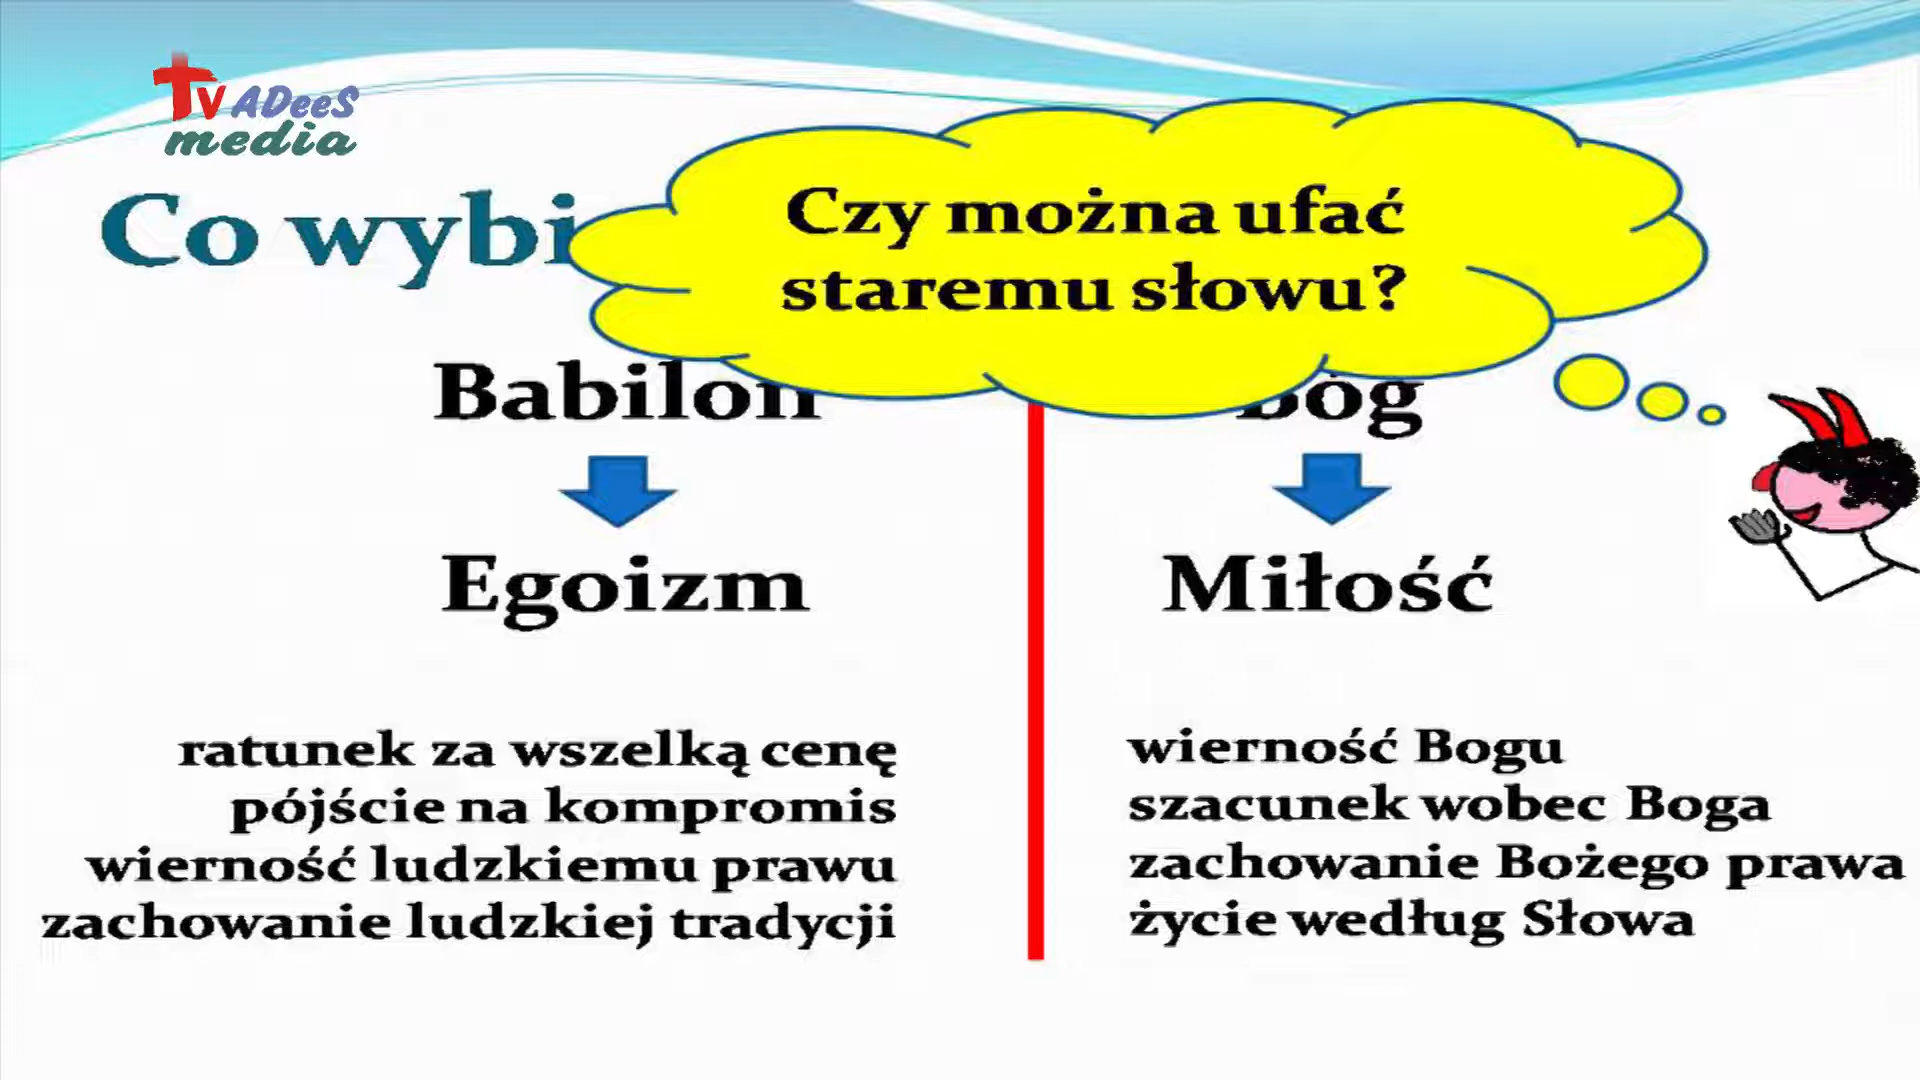 TV ADeeS
media
Co wybi
Czy można ufać
staremu słowu?
Babilon
Bóg
Egoizm
Miłość
ratunek za wszelką cenę
pójście na kompromis
wierność ludzkiemu prawu
zachowanie ludzkiej tradycji
wierność Bogu
szacunek wobec Boga
zachowanie Bożego prawa
życie według Słowa